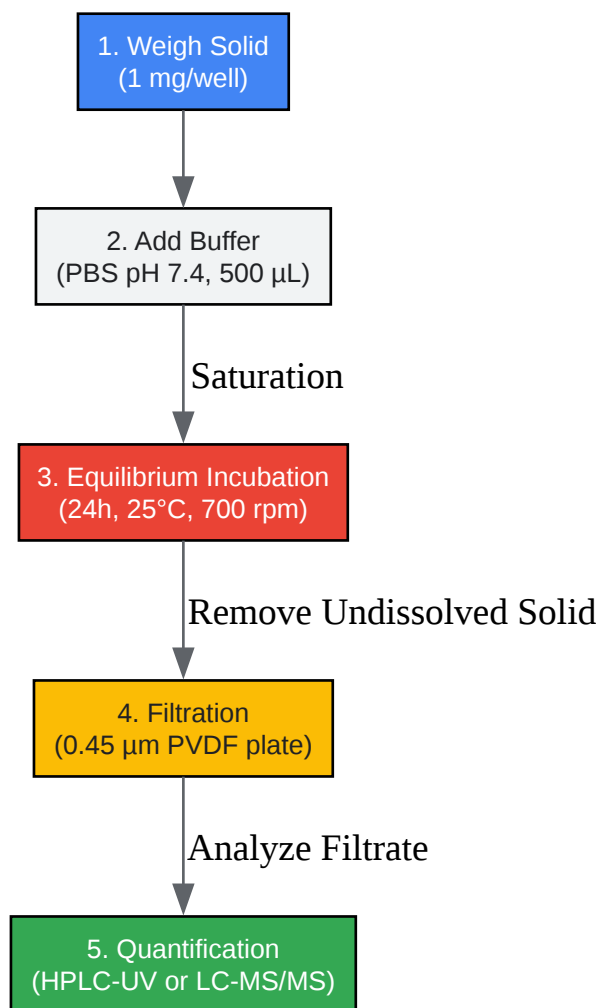 1. Weigh Solid
(1 mg/well)
2. Add Buffer
(PBS pH 7.4, 500 µL)
Saturation
3. Equilibrium Incubation
(24h, 25°C, 700 rpm)
Remove Undissolved Solid
4. Filtration
(0.45 µm PVDF plate)
Analyze Filtrate
5. Quantification
(HPLC-UV or LC-MS/MS)